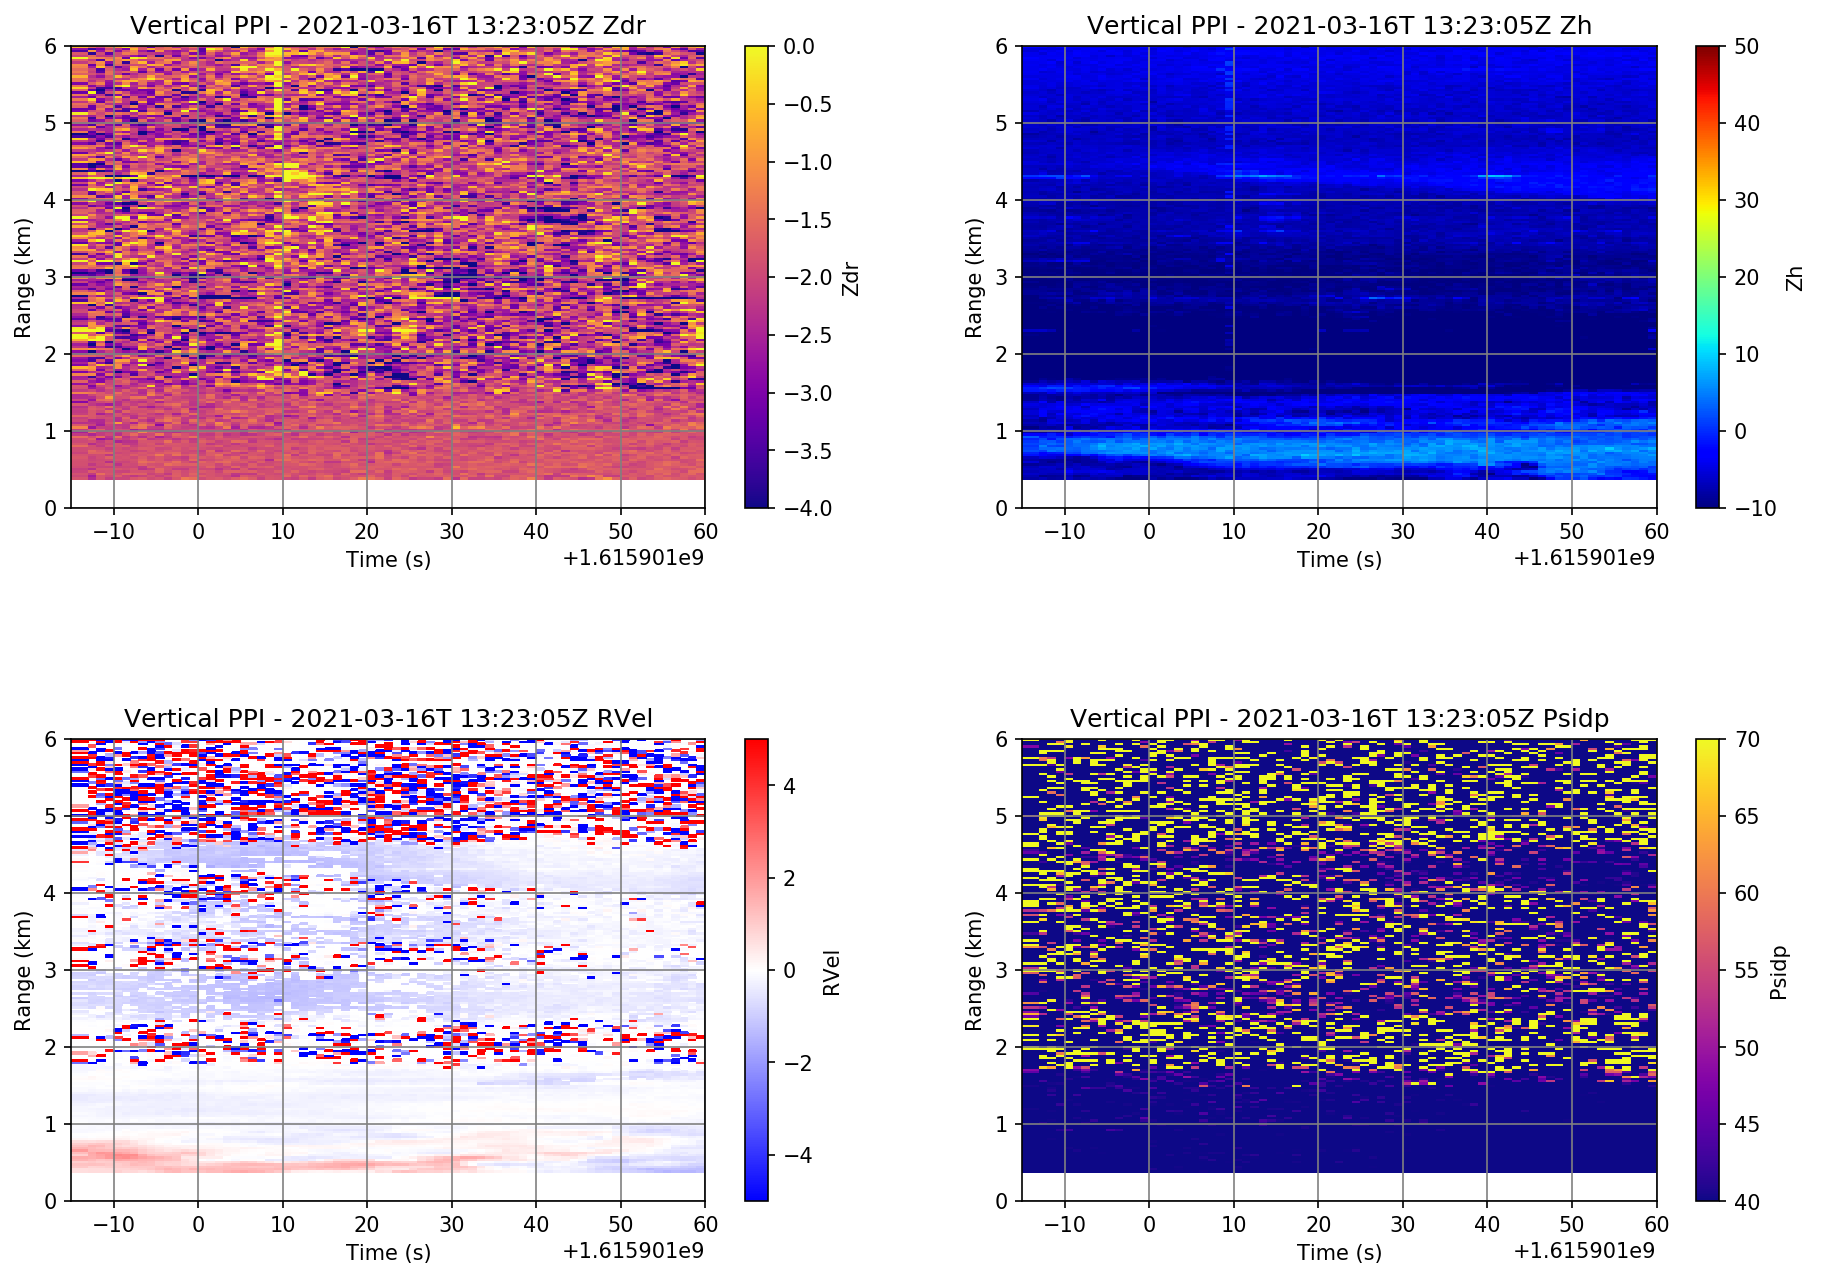 Vertical PPI - 2021-03-16T 13:23:05Z Zdr
6
5
4
3
2
1
0
Range (km)
−10 0 10 20 30 40 50 60
Time (s)
+1.615901e9
0.0
−0.5
−1.0
−1.5
−2.0
−2.5
−3.0
−3.5
−4.0
Zdr
Vertical PPI - 2021-03-16T 13:23:05Z Zh
6
5
4
3
2
1
0
Range (km)
−10 0 10 20 30 40 50 60
Time (s)
+1.615901e9
50
40
30
20
10
0
−10
Zh
Vertical PPI - 2021-03-16T 13:23:05Z RVel
6
5
4
3
2
1
0
Range (km)
−10 0 10 20 30 40 50 60
Time (s)
+1.615901e9
4
2
0
−2
−4
RVel
Vertical PPI - 2021-03-16T 13:23:05Z Psidp
6
5
4
3
2
1
0
Range (km)
−10 0 10 20 30 40 50 60
Time (s)
+1.615901e9
70
65
60
55
50
45
40
Psidp